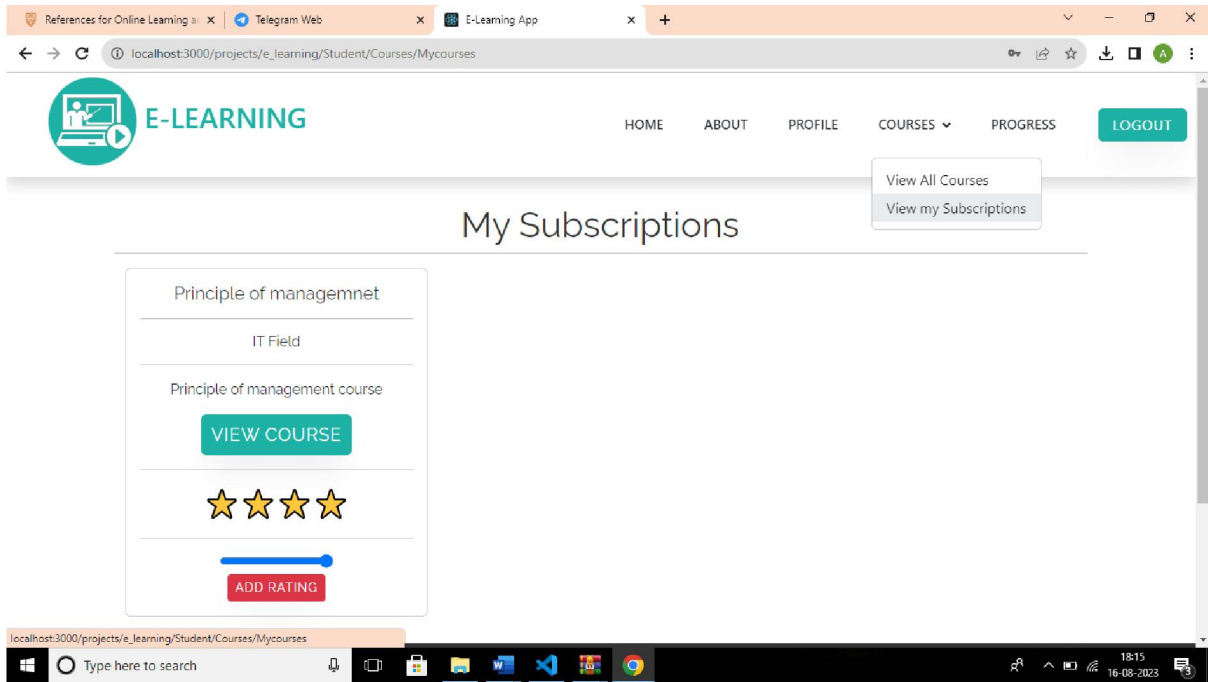 References for Online Learning a
Telegram Web
E-Learning App
localhost:3000/projects/e_learning/Student/Courses/Mycourses
A
E-LEARNING
HOME
ABOUT
PROFILE
COURSES
PROGRESS
LOGOUT
View All Courses
View my Subscriptions
My Subscriptions
Principle of managemnet
IT Field
Principle of management course
VIEW COURSE
ADD RATING
localhost:3000/projects/e_learning/Student/Courses/Mycourses
Type here to search
W
18:15
16-08-2023
3